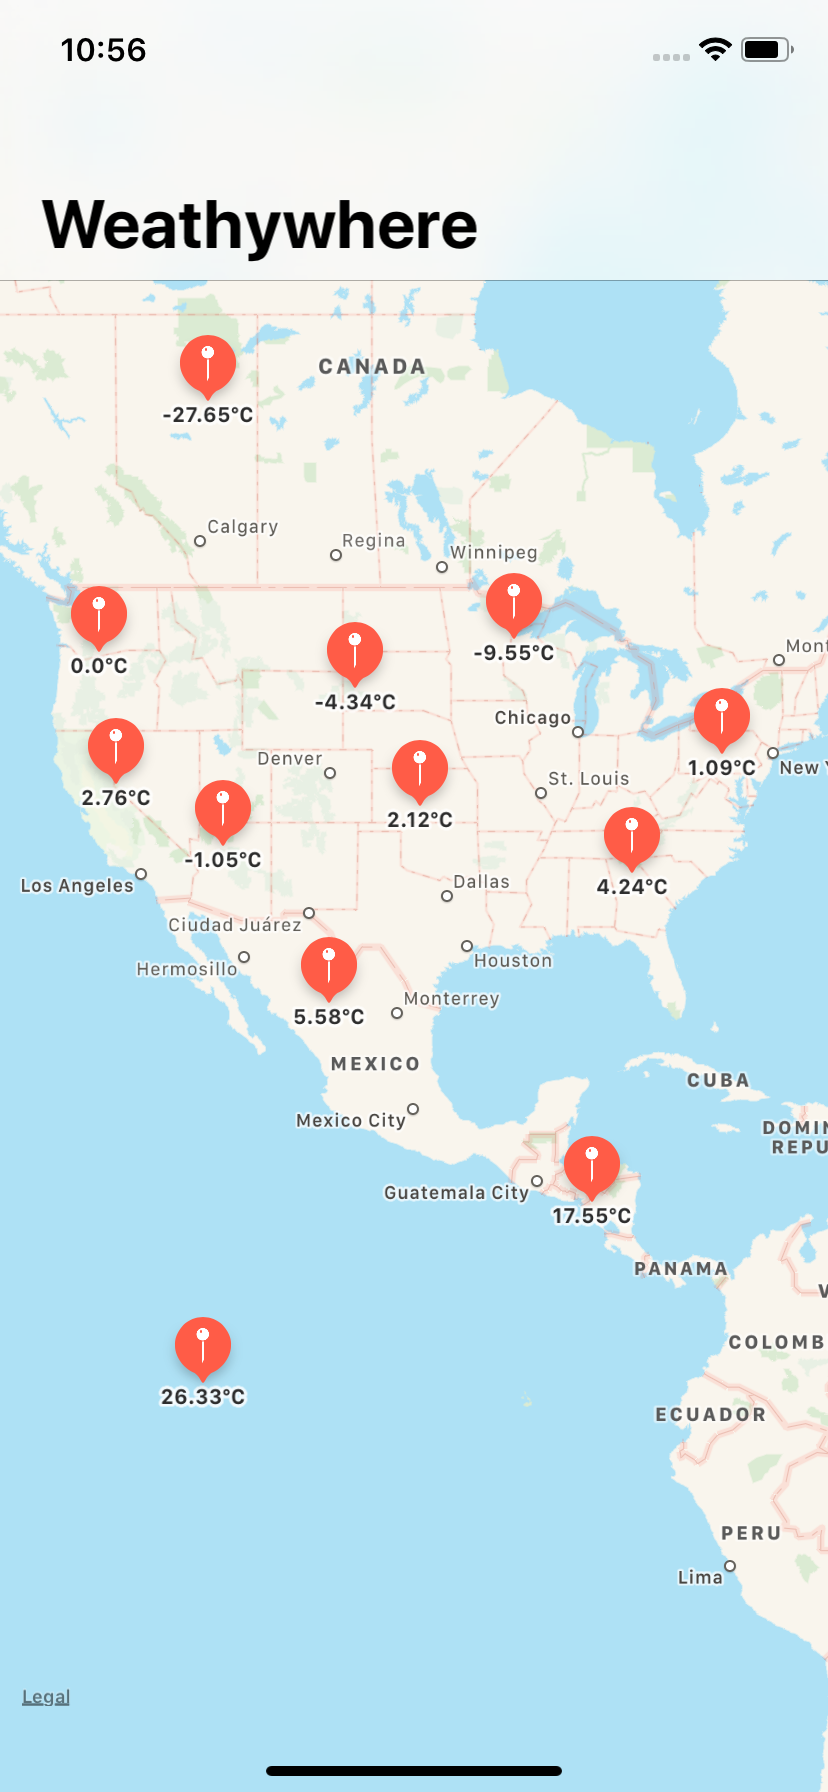 10:56
Weathywhere
CANADA
-27.65°C
Calgary
Regina
Winnipeg
0.0°C
-9.55°C
Mont
-4.34°C
Chicago
1.09°C
New Y
Denver
2.76°C
St. Louis
2.12°C
-1.05°C
Los Angeles
4.24°C
Dallas
Ciudad Juárez
Houston
Hermosillo
Monterrey
5.58°C
MEXICO
CUBA
Mexico City
DOMIN
REPU
Guatemala City
17.55°C
PANAMA
V
COLOMB
26.33°C
ECUADOR
PERU
Lima
Legal